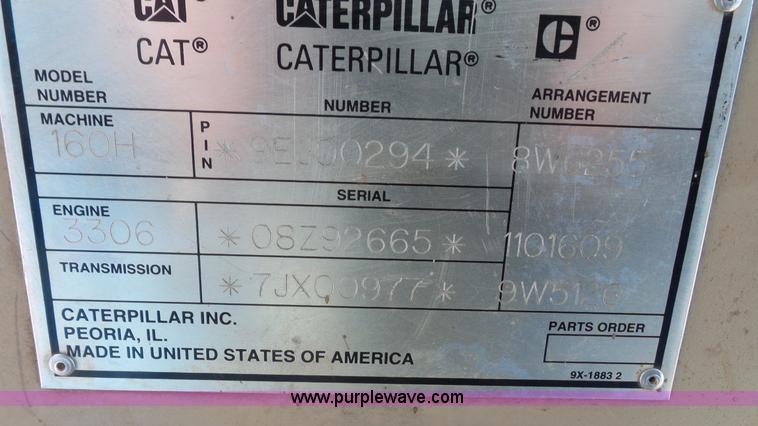 CAT
CATERPILLAR®
CAT®
CATERPILLAR®
®
MODEL
NUMBER
NUMBER
ARRANGEMENT
NUMBER
MACHINE
160H
PIN
*9EJ00294*
8W6255
SERIAL
ENGINE
3306
*08Z92665*
1101609
TRANSMISSION
*7JX00977*
9W5126
CATERPILLAR INC.
PEORIA, IL.
MADE IN UNITED STATES OF AMERICA
PARTS ORDER
9X-1883 2
www.purplewave.com